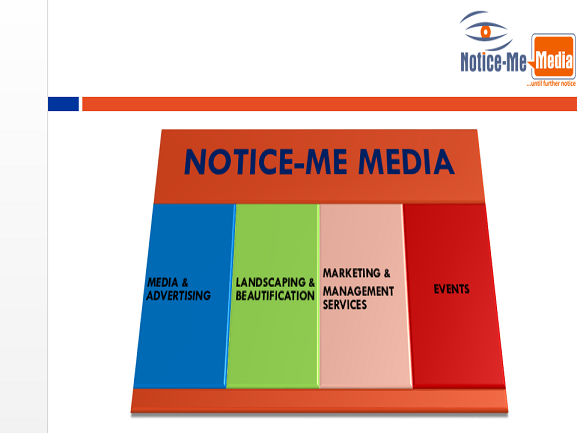 Notice-Me Media
...until further notice
NOTICE-ME MEDIA
MEDIA &
ADVERTISING
LANDSCAPING &
BEAUTIFICATION
MARKETING &
MANAGEMENT
SERVICES
EVENTS